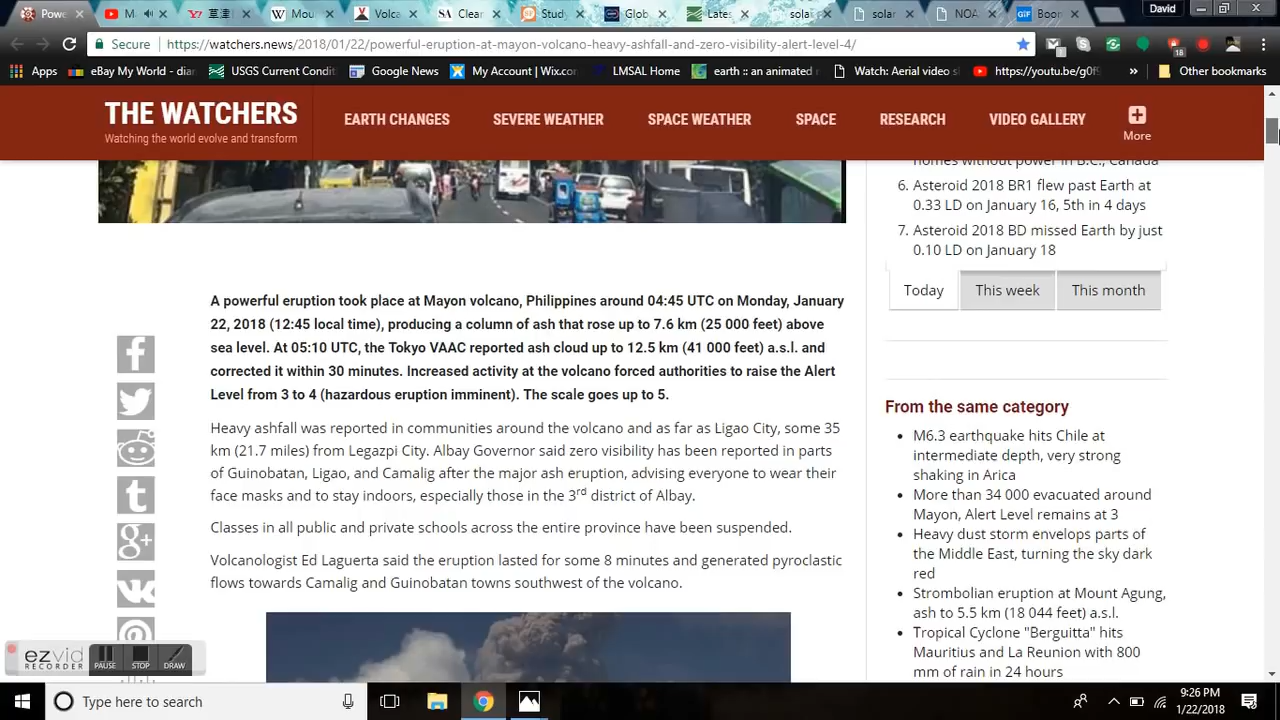 Powe
M
Y! 草 :
W Mou
Volca
SA Clear
Study
Glob
Lates
solar
solar
NOA
GIF Boon
David
Secure
https://watchers.news/2018/01/22/powerful-eruption-at-mayon-volcano-heavy-ashfall-and-zero-visibility-alert-level-4/
18
Apps
eBay My World - dian
USGS Current Condit
Google News
My Account | Wix.com
LMSAL Home
earth :: an animated
Watch: Aerial video s
»
Other bookmarks
THE WATCHERS
Watching the world evolve and transform
EARTH CHANGES
SEVERE WEATHER
SPACE WEATHER
SPACE
RESEARCH
VIDEO GALLERY
More
homes without power in B.C., Canada
6. Asteroid 2018 BR1 flew past Earth at
0.33 LD on January 16, 5th in 4 days
7. Asteroid 2018 BD missed Earth by just
0.10 LD on January 18
Today
This week
This month
A powerful eruption took place at Mayon volcano, Philippines around 04:45 UTC on Monday, January
22, 2018 (12:45 local time), producing a column of ash that rose up to 7.6 km (25 000 feet) above
sea level. At 05:10 UTC, the Tokyo VAAC reported ash cloud up to 12.5 km (41 000 feet) a.s.l. and
corrected it within 30 minutes. Increased activity at the volcano forced authorities to raise the Alert
Level from 3 to 4 (hazardous eruption imminent). The scale goes up to 5.
Heavy ashfall was reported in communities around the volcano and as far as Ligao City, some 35
km (21.7 miles) from Legazpi City. Albay Governor said zero visibility has been reported in parts
of Guinobatan, Ligao, and Camalig after the major ash eruption, advising everyone to wear their
face masks and to stay indoors, especially those in the 3rd district of Albay.
Classes in all public and private schools across the entire province have been suspended.
Volcanologist Ed Laguerta said the eruption lasted for some 8 minutes and generated pyroclastic
flows towards Camalig and Guinobatan towns southwest of the volcano.
From the same category
• M6.3 earthquake hits Chile at
intermediate depth, very strong
shaking in Arica
• More than 34 000 evacuated around
Mayon, Alert Level remains at 3
• Heavy dust storm envelops parts of
the Middle East, turning the sky dark
red
• Strombolian eruption at Mount Agung,
ash to 5.5 km (18 044 feet) a.s.l.
• Tropical Cyclone "Berguitta" hits
Mauritius and La Reunion with 800
mm of rain in 24 hours
ezvid
RECORDER
PAUSE
STOP
DRAW
Type here to search
9:26 PM
1/22/2018